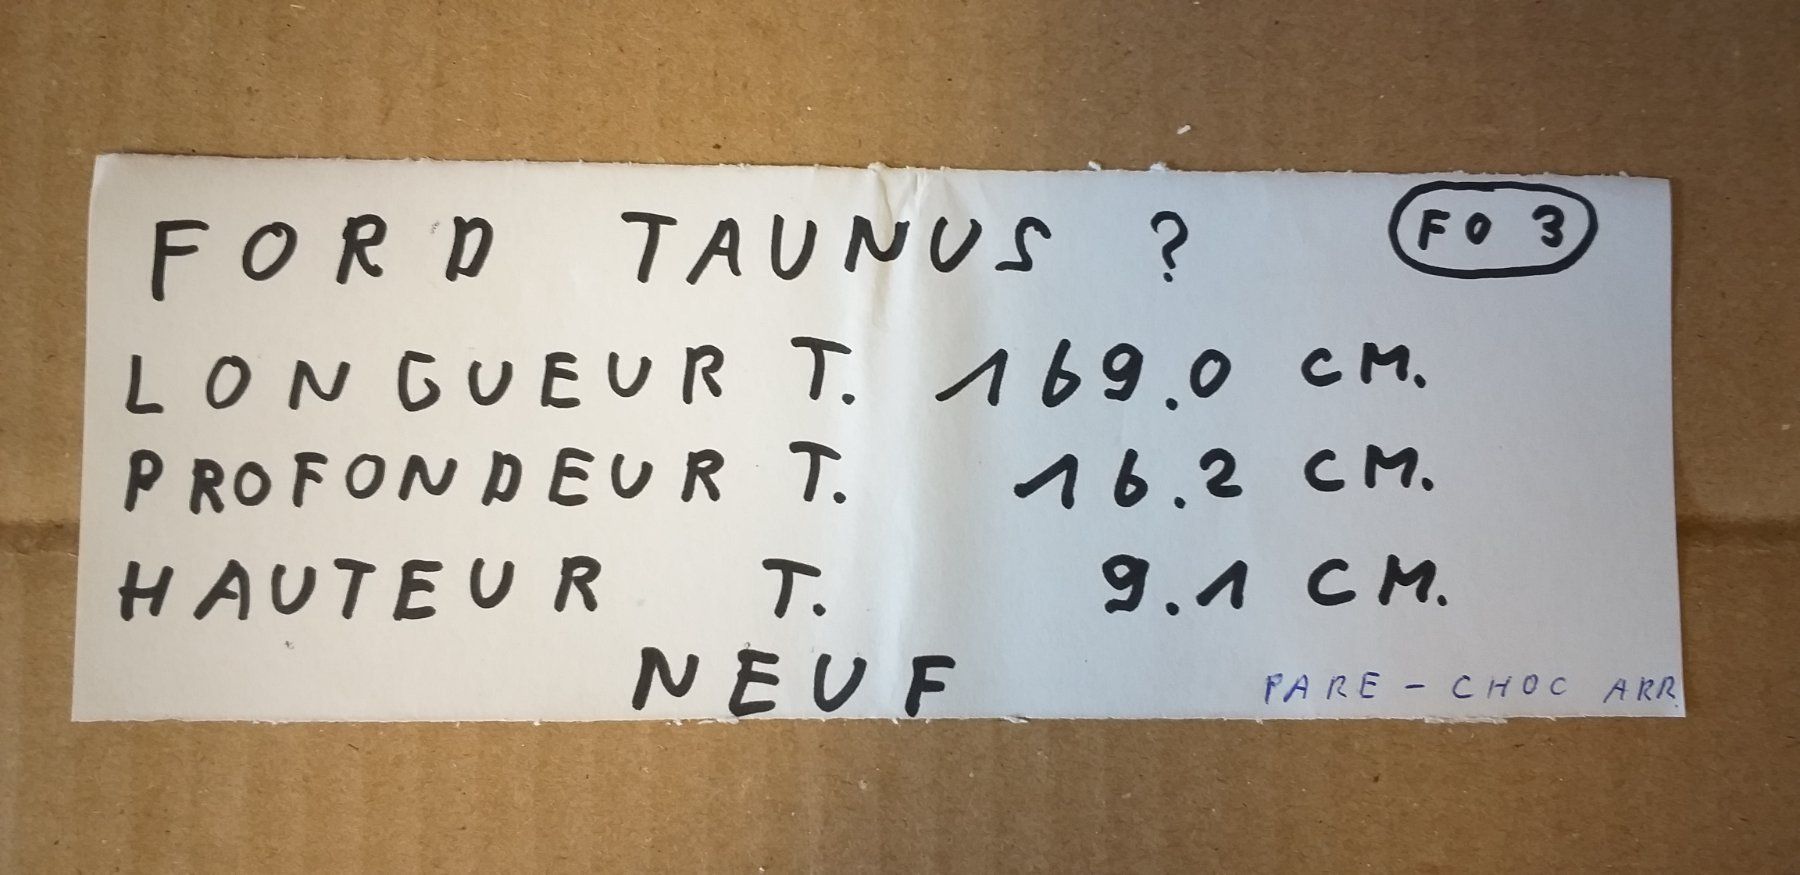 FORD TAUNUS ? FO 3
LONGUEUR T. 169.0 CM.
PROFONDEUR T. 16.2 CM.
HAUTEUR T. 9.1 CM.
NEUF PARE-CHOC ARR.